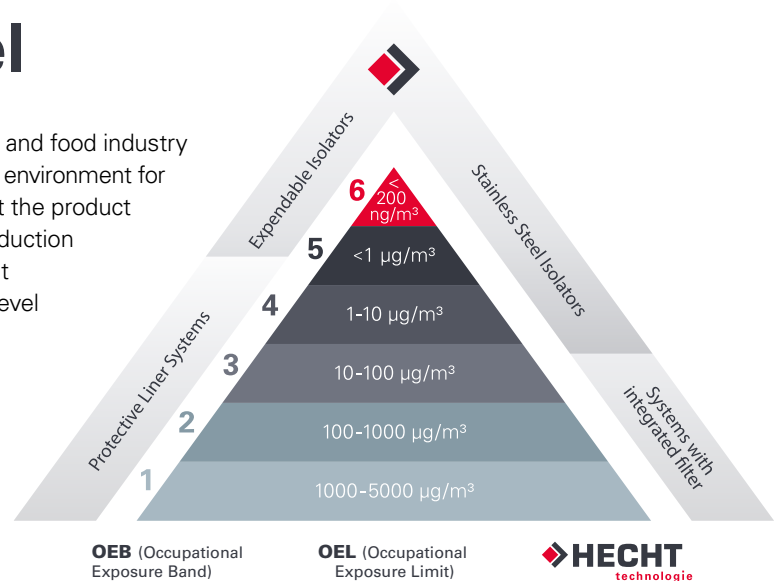 el
and food industry
environment for
t the product
duction
t
evel
Expendable Isolators
Stainless Steel Isolators
Protective Liner Systems
Systems with
integrated filter
6 <
200
ng/m³
5 <1 µg/m³
4 1-10 µg/m³
3 10-100 µg/m³
2 100-1000 µg/m³
1 1000-5000 µg/m³
OEB (Occupational
Exposure Band)
OEL (Occupational
Exposure Limit)
HECHT
technologie